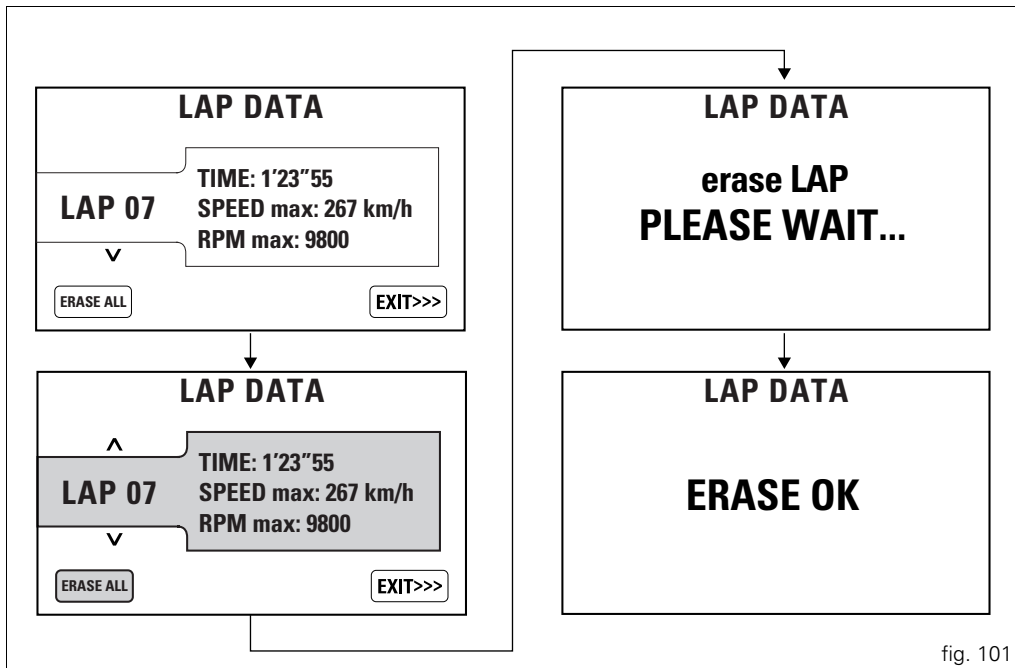 LAP DATA
TIME: 1'23"55
LAP 07
SPEED max: 267 km/h
RPM max: 9800
v
ERASE ALL
EXIT>>>
LAP DATA
^
TIME: 1'23"55
LAP 07
SPEED max: 267 km/h
RPM max: 9800
v
ERASE ALL
EXIT>>>
LAP DATA
erase LAP
PLEASE WAIT...
LAP DATA
ERASE OK
fig. 101